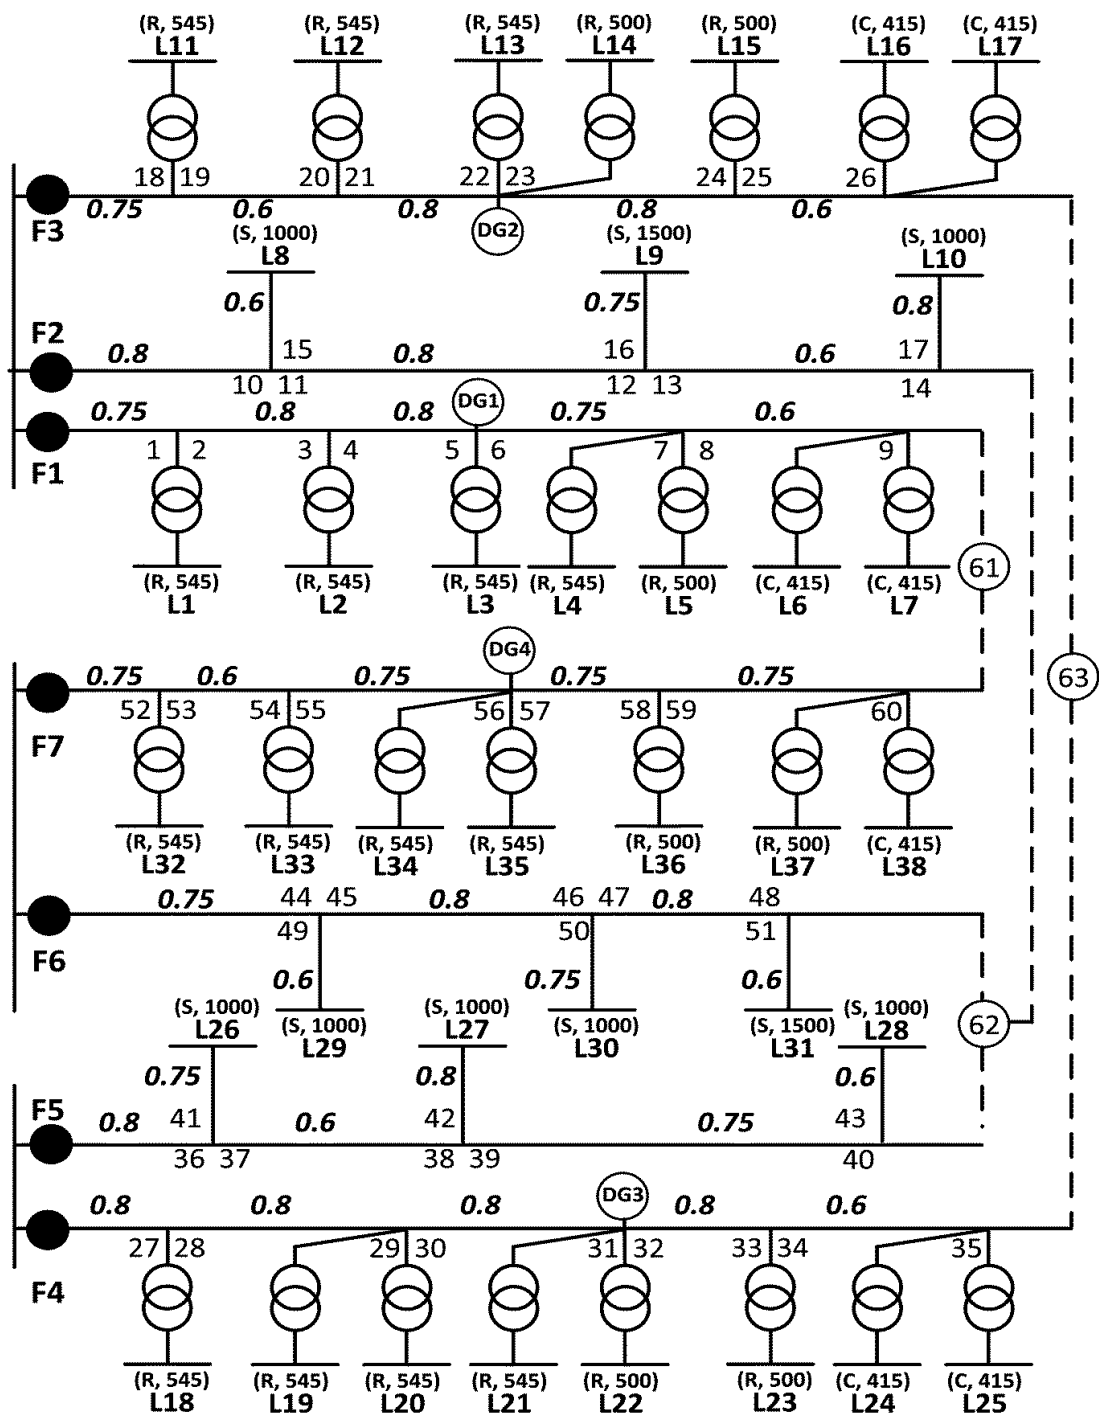 (R, 545) (R, 545) (R, 545) (R, 500) (R, 500) (C, 415) (C, 415)
L11 L12 L13 L14 L15 L16 L17
18 19 20 21 22 23 24 25 26
0.75 0.6 0.8 0.8 0.6
F3 DG2
(S, 1000) (S, 1500) (S, 1000)
L8 L9 L10
0.6 0.75 0.8
F2
0.8 15 0.8 16 0.6 17
10 11 12 13 14
DG1
0.75 0.8 0.8 0.75 0.6
F1
1 2 3 4 5 6 7 8 9
61
(R, 545) (R, 545) (R, 545) (R, 545) (R, 500) (C, 415) (C, 415)
L1 L2 L3 L4 L5 L6 L7
DG4
63
0.75 0.6 0.75 0.75 0.75
52 53 54 55 56 57 58 59 60
F7
(R, 545) (R, 545) (R, 545) (R, 545) (R, 500) (R, 500) (C, 415)
L32 L33 L34 L35 L36 L37 L38
0.75 44 45 0.8 46 47 0.8 48
49 50 51
F6
0.6 0.75 0.6
(S, 1000) (S, 1000) (S, 1000)
L26 L27 L28
(S, 1000) (S, 1000) (S, 1500)
L29 L30 L31
62
0.75 0.8 0.6
F5
0.8 41 0.6 42 0.75 43
36 37 38 39 40
DG3
0.8 0.8 0.8 0.8 0.6
27 28 29 30 31 32 33 34 35
F4
(R, 545) (R, 545) (R, 545) (R, 545) (R, 500) (R, 500) (C, 415) (C, 415)
L18 L19 L20 L21 L22 L23 L24 L25